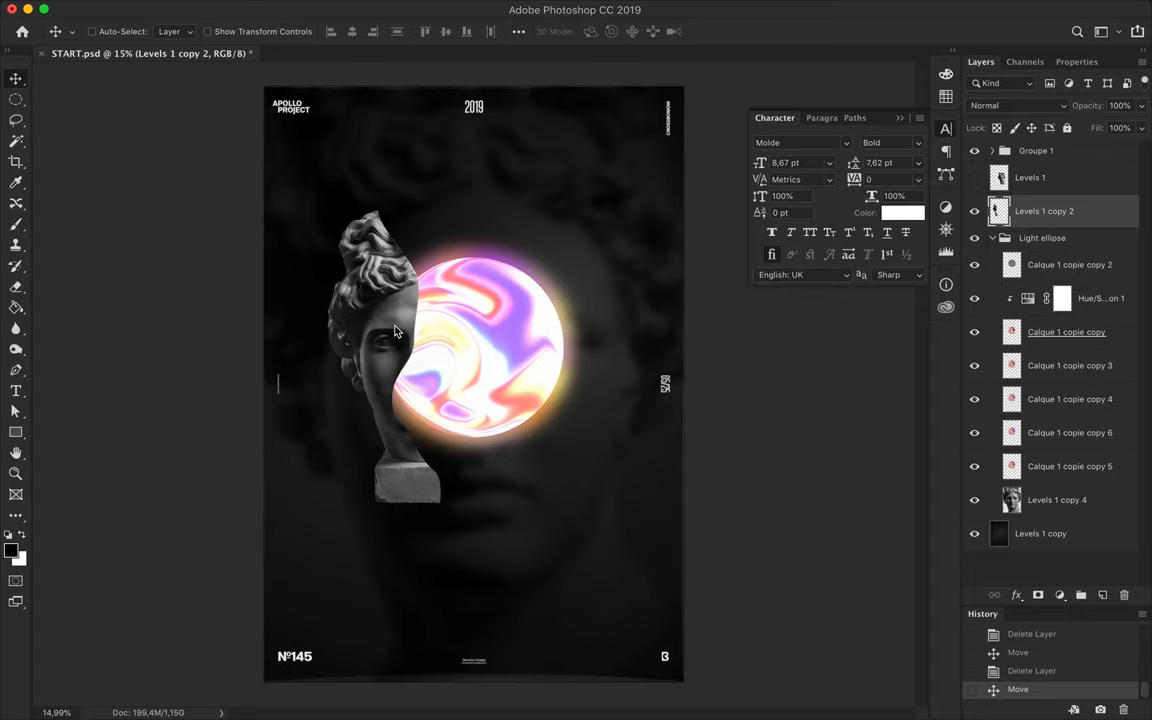 Adobe Photoshop CC 2019
Auto-Select:
Layer
Show Transform Controls
3D Mode:
START.psd @ 15% (Levels 1 copy 2, RGB/8) *
APOLLO
PROJECT
2019
CROSSBOWOW
05/25
Nº145
B
Character
Paragra
Paths
Molde
Bold
8,67 pt
7,62 pt
Metrics
0
100%
100%
0 pt
Color:
English: UK
Sharp
Layers
Channels
Properties
Kind
Normal
Opacity: 100%
Lock:
Fill: 100%
Groupe 1
Levels 1
Levels 1 copy 2
Light ellipse
Calque 1 copie copy 2
Hue/S...on 1
Calque 1 copie copy
Calque 1 copie copy 3
Calque 1 copie copy 4
Calque 1 copie copy 6
Calque 1 copie copy 5
Levels 1 copy 4
Levels 1 copy
History
Delete Layer
Move
Delete Layer
Move
14,99%
Doc: 199,4M/1,15G